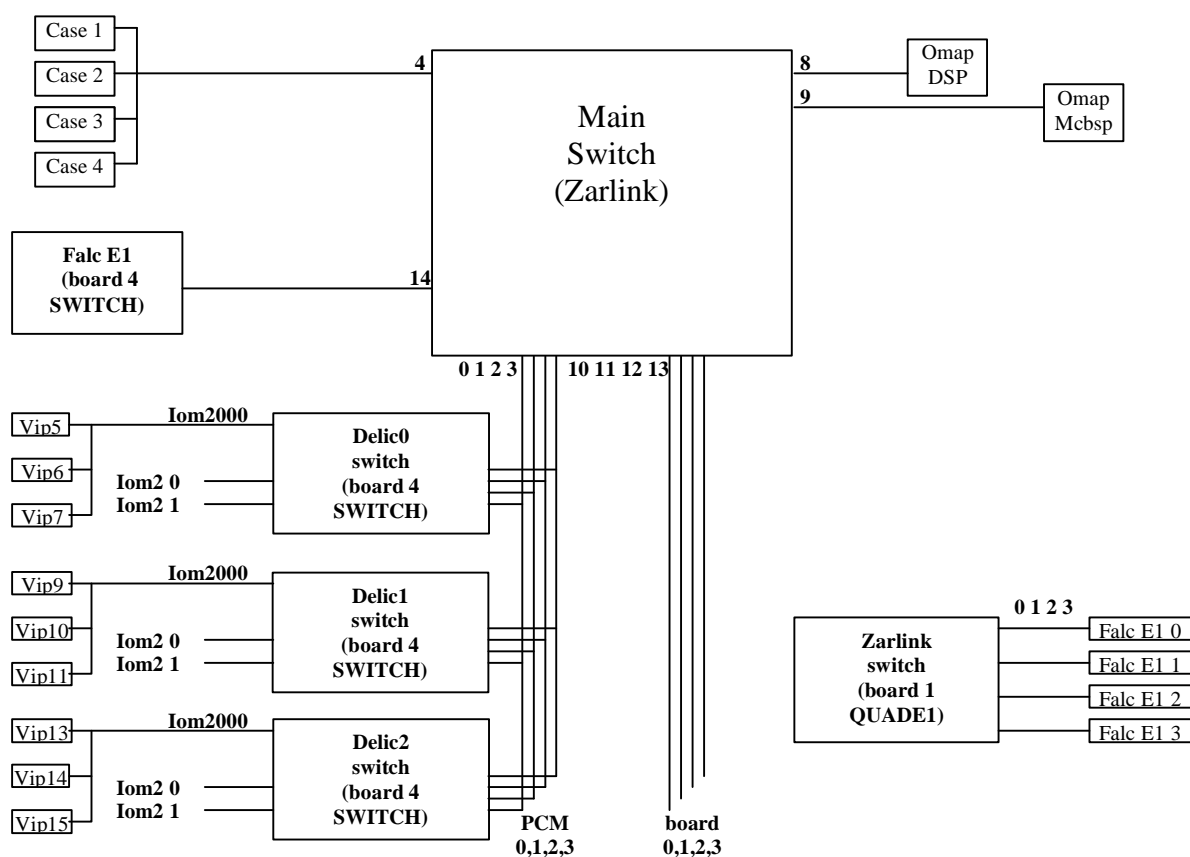 Case 1
Case 2
Case 3
Case 4
4
Main
Switch
(Zarlink)
8
9
Omap
DSP
Omap
Mcbsp
Falc E1
(board 4
SWITCH)
14
0 1 2 3
10 11 12 13
Vip5
Vip6
Vip7
Iom2000
Iom2 0
Iom2 1
Delic0
switch
(board 4
SWITCH)
Vip9
Vip10
Vip11
Iom2000
Iom2 0
Iom2 1
Delic1
switch
(board 4
SWITCH)
Vip13
Vip14
Vip15
Iom2000
Iom2 0
Iom2 1
Delic2
switch
(board 4
SWITCH)
PCM
0,1,2,3
board
0,1,2,3
Zarlink
switch
(board 1
QUADE1)
0 1 2 3
Falc E1 0
Falc E1 1
Falc E1 2
Falc E1 3